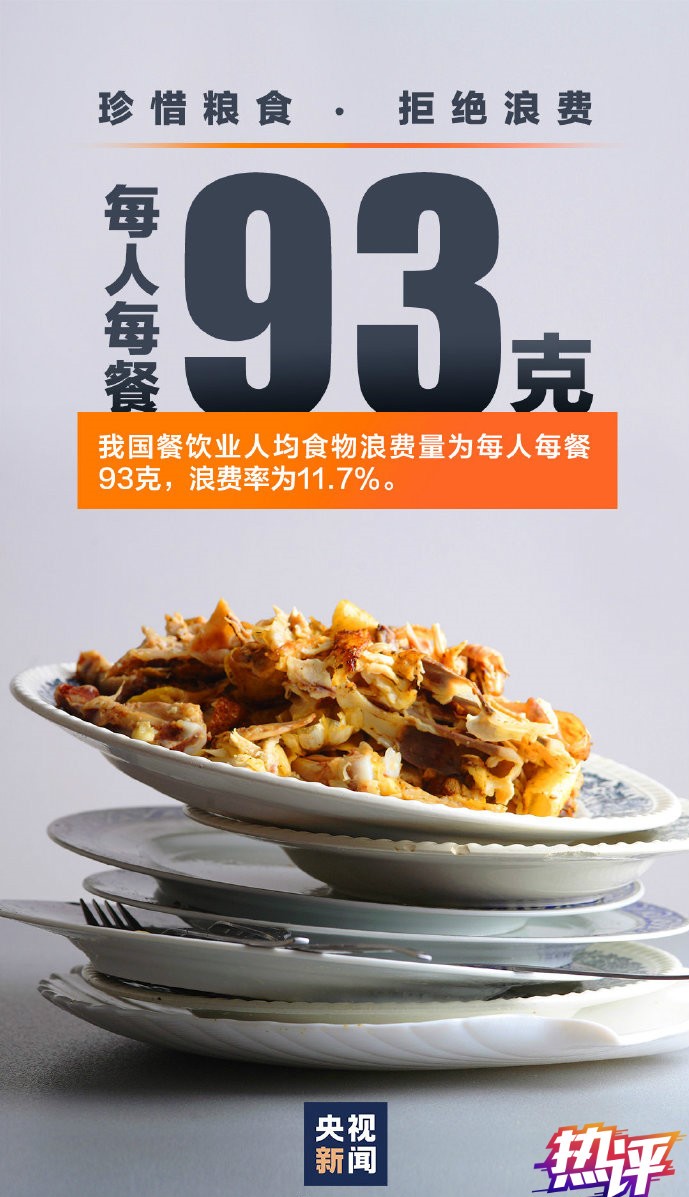 珍惜粮食 · 拒绝浪费
每人每餐
93克
我国餐饮业人均食物浪费量为每人每餐
93克，浪费率为11.7%。
央视
新闻
热评